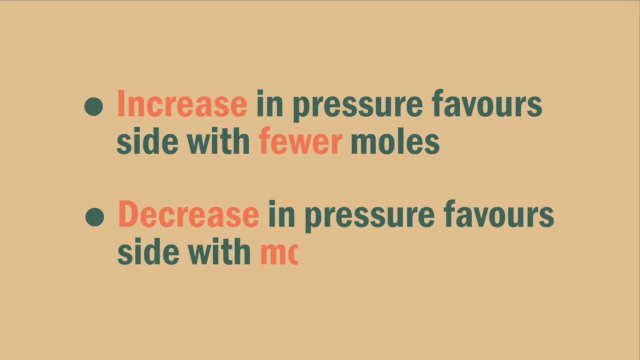 ● Increase in pressure favours
side with fewer moles
● Decrease in pressure favours
side with